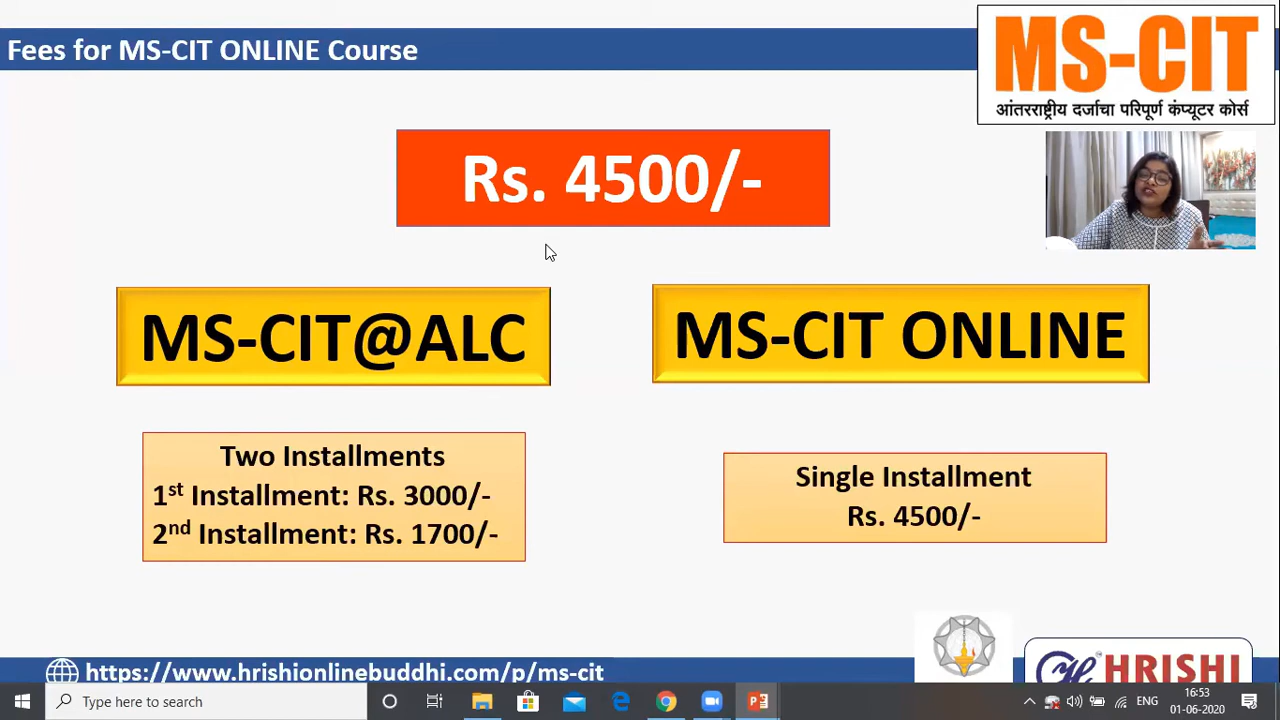 Fees for MS-CIT ONLINE Course
MS-CIT
आंतरराष्ट्रीय दर्जाचा परिपूर्ण कंप्यूटर कोर्स
Rs. 4500/-
MS-CIT@ALC
MS-CIT ONLINE
Two Installments
1st Installment: Rs. 3000/-
2nd Installment: Rs. 1700/-
Single Installment
Rs. 4500/-
https://www.hrishionlinebuddhi.com/p/ms-cit
HRISHI
Type here to search
ENG
16:53
01-06-2020